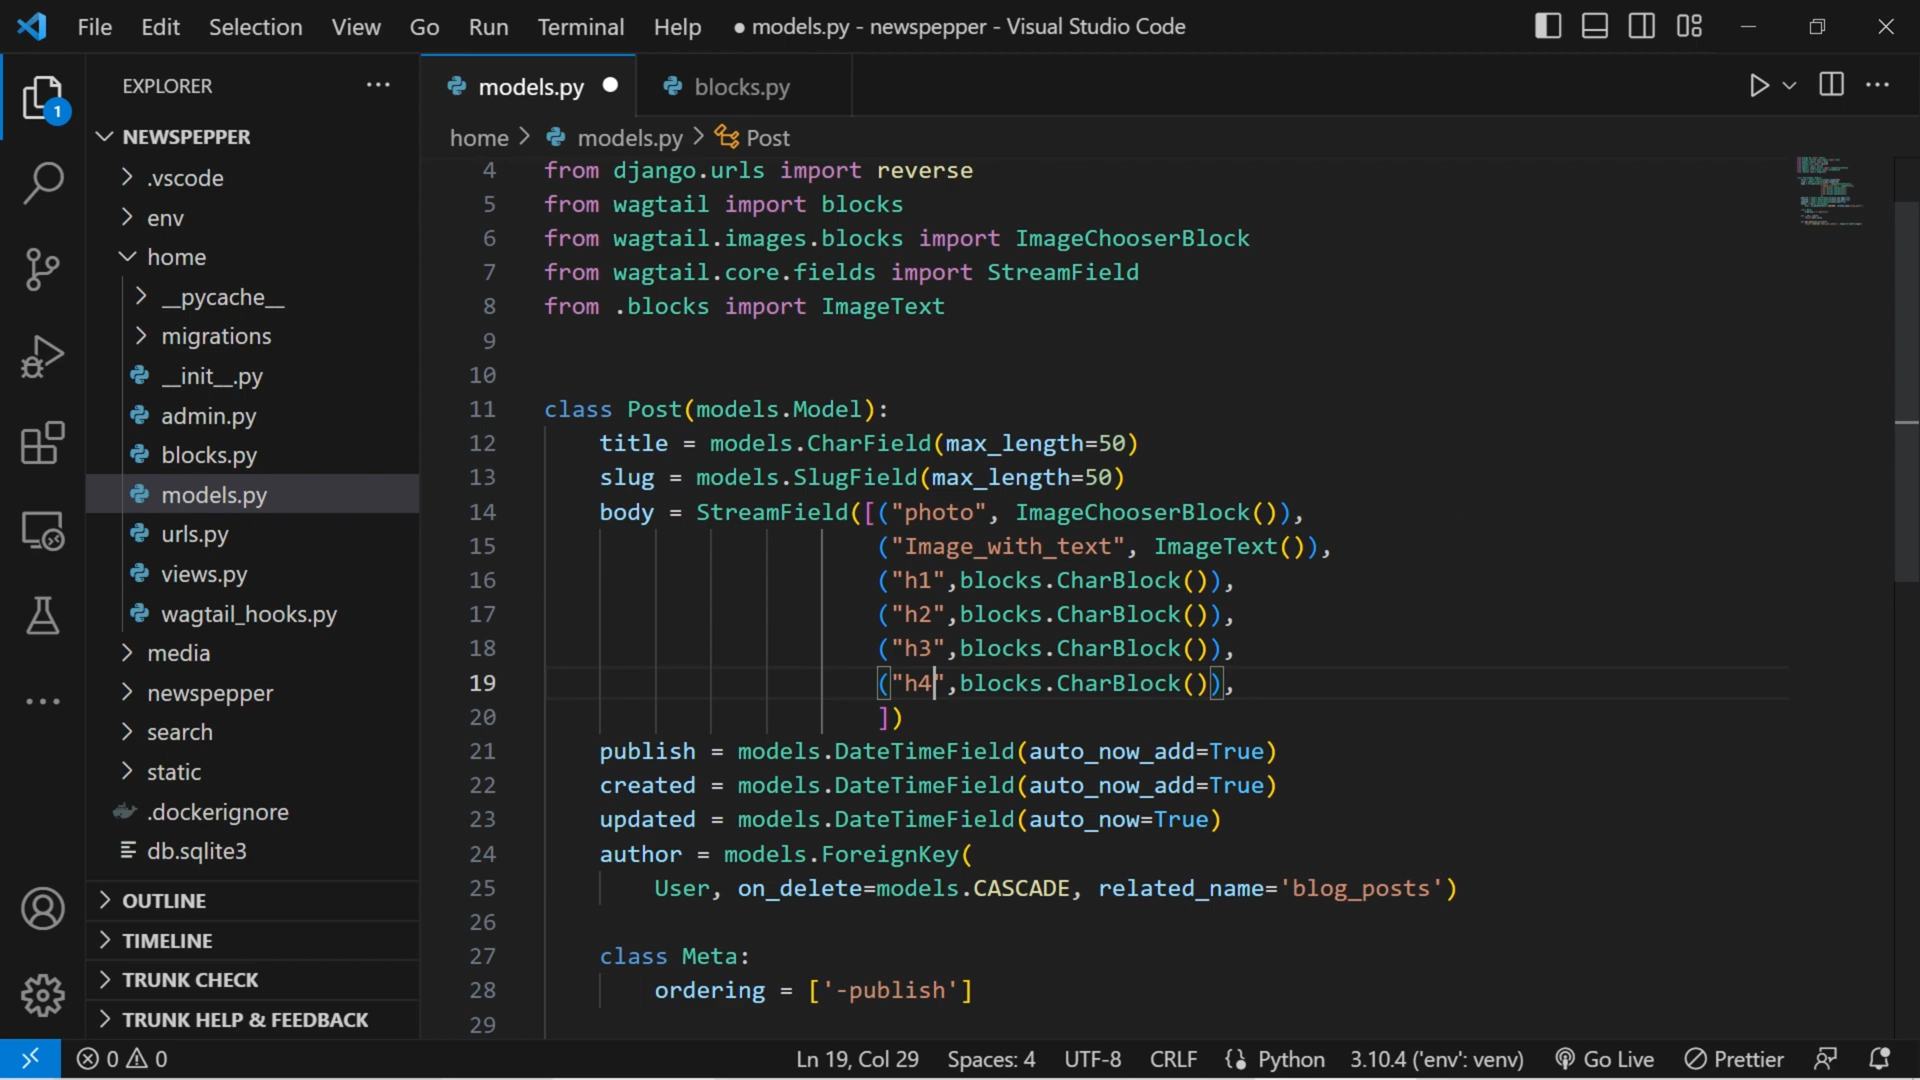 File Edit Selection View Go Run Terminal Help ● models.py - newspepper - Visual Studio Code
EXPLORER
1
NEWSPEPPER
.vscode
env
home
__pycache__
migrations
__init__.py
admin.py
blocks.py
models.py
urls.py
views.py
wagtail_hooks.py
media
newspepper
search
static
.dockerignore
db.sqlite3
OUTLINE
TIMELINE
TRUNK CHECK
TRUNK HELP & FEEDBACK
models.py blocks.py
home > models.py > Post
4 from django.urls import reverse
5 from wagtail import blocks
6 from wagtail.images.blocks import ImageChooserBlock
7 from wagtail.core.fields import StreamField
8 from .blocks import ImageText
9
10
11 class Post(models.Model):
12 title = models.CharField(max_length=50)
13 slug = models.SlugField(max_length=50)
14 body = StreamField([("photo", ImageChooserBlock()),
15 ("Image_with_text", ImageText()),
16 ("h1",blocks.CharBlock()),
17 ("h2",blocks.CharBlock()),
18 ("h3",blocks.CharBlock()),
19 ("h4",blocks.CharBlock()),
20 ])
21 publish = models.DateTimeField(auto_now_add=True)
22 created = models.DateTimeField(auto_now_add=True)
23 updated = models.DateTimeField(auto_now=True)
24 author = models.ForeignKey(
25 User, on_delete=models.CASCADE, related_name='blog_posts')
26
27 class Meta:
28 ordering = ['-publish']
29
0 0 Ln 19, Col 29 Spaces: 4 UTF-8 CRLF Python 3.10.4 ('env': venv) Go Live Prettier